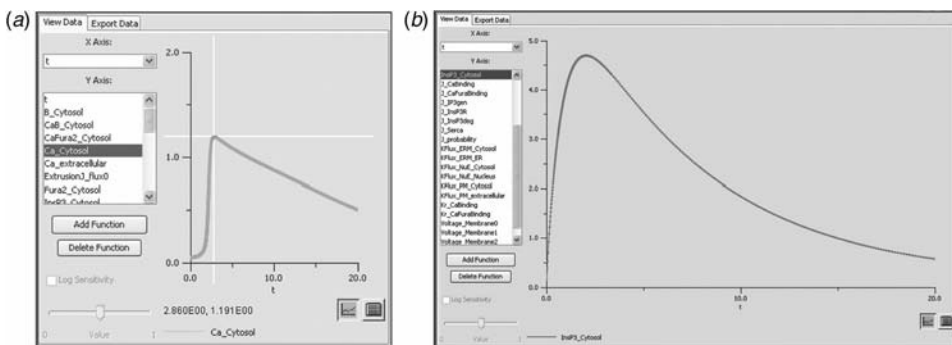 (a)
View Data Export Data
X Axis:
t
Y Axis:
t
B_Cytosol
CaB_Cytosol
CaFura2_Cytosol
Ca_Cytosol
Ca_extracellular
ExtrusionJ_flux0
Fura2_Cytosol
InsP3_Cytosol
Add Function
Delete Function
Log Sensitivity
0 Value 1
2.0
1.0
0.0
0.0 10.0 20.0
t
2.860E00, 1.191E00
Ca_Cytosol
(b)
View Data Export Data
X Axis:
t
Y Axis:
InsP3_Cytosol
J_CaBinding
J_CaFuraBinding
J_IP3gen
J_InsP3R
J_InsP3deg
J_Serca
J_probability
KFlux_ERM_Cytosol
KFlux_ERM_ER
KFlux_NuE_Cytosol
KFlux_NuE_Nucleus
KFlux_PM_Cytosol
KFlux_PM_extracellular
Kr_CaBinding
Kr_CaFuraBinding
Voltage_Membrane0
Voltage_Membrane1
Voltage_Membrane2
Add Function
Delete Function
Log Sensitivity
0 Value 1
5.0
4.0
3.0
2.0
1.0
0.0
0.0 10.0 20.0
t
InsP3_Cytosol